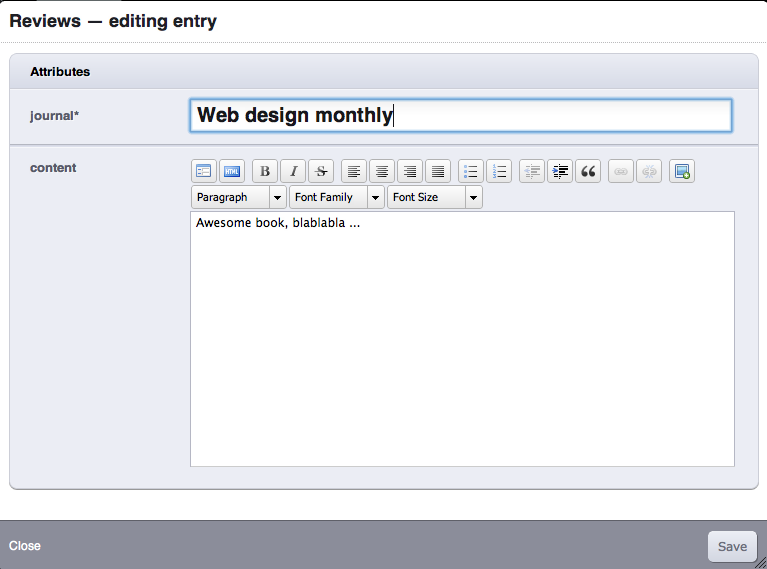 Reviews — editing entry
Attributes
journal*
Web design monthly
content
HTML B I S
Paragraph Font Family Font Size
Awesome book, blablabla ...
Close
Save